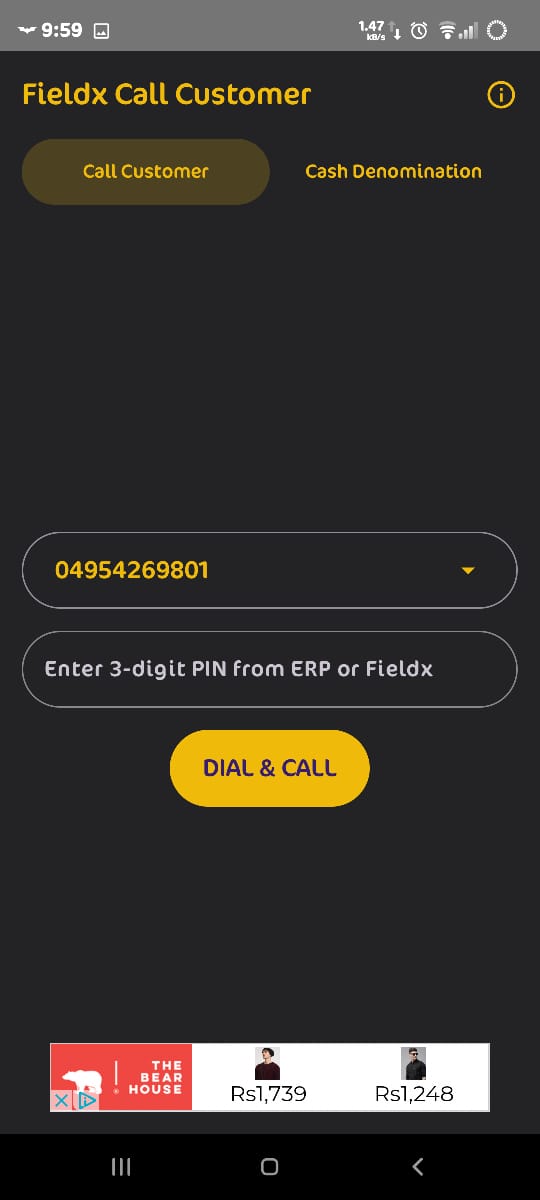 9:59
1.47
kB/s
Fieldx Call Customer
Call Customer
Cash Denomination
04954269801
Enter 3-digit PIN from ERP or Fieldx
DIAL & CALL
THE
BEAR
HOUSE
Rs1,739
Rs1,248